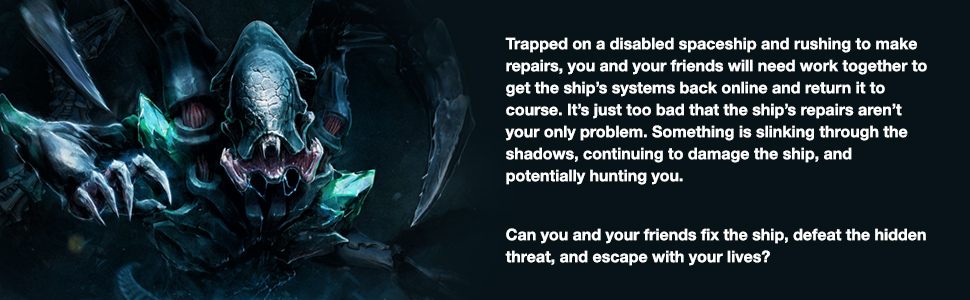 Trapped on a disabled spaceship and rushing to make
repairs, you and your friends will need work together to
get the ship’s systems back online and return it to
course. It’s just too bad that the ship’s repairs aren’t
your only problem. Something is slinking through the
shadows, continuing to damage the ship, and
potentially hunting you.
Can you and your friends fix the ship, defeat the hidden
threat, and escape with your lives?